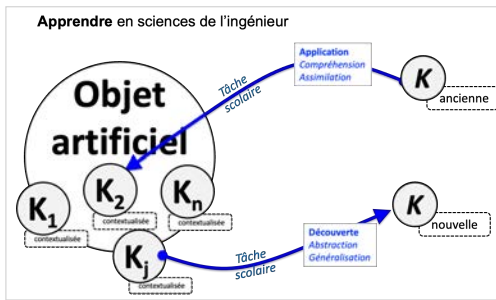 Apprendre en sciences de l'ingénieur
Objet
artificiel
K1
contextualisée
K2
contextualisée
Kn
contextualisée
Kj
contextualisée
Tâche
scolaire
Application
Compréhension
Assimilation
K
ancienne
Tâche
scolaire
Découverte
Abstraction
Généralisation
K
nouvelle